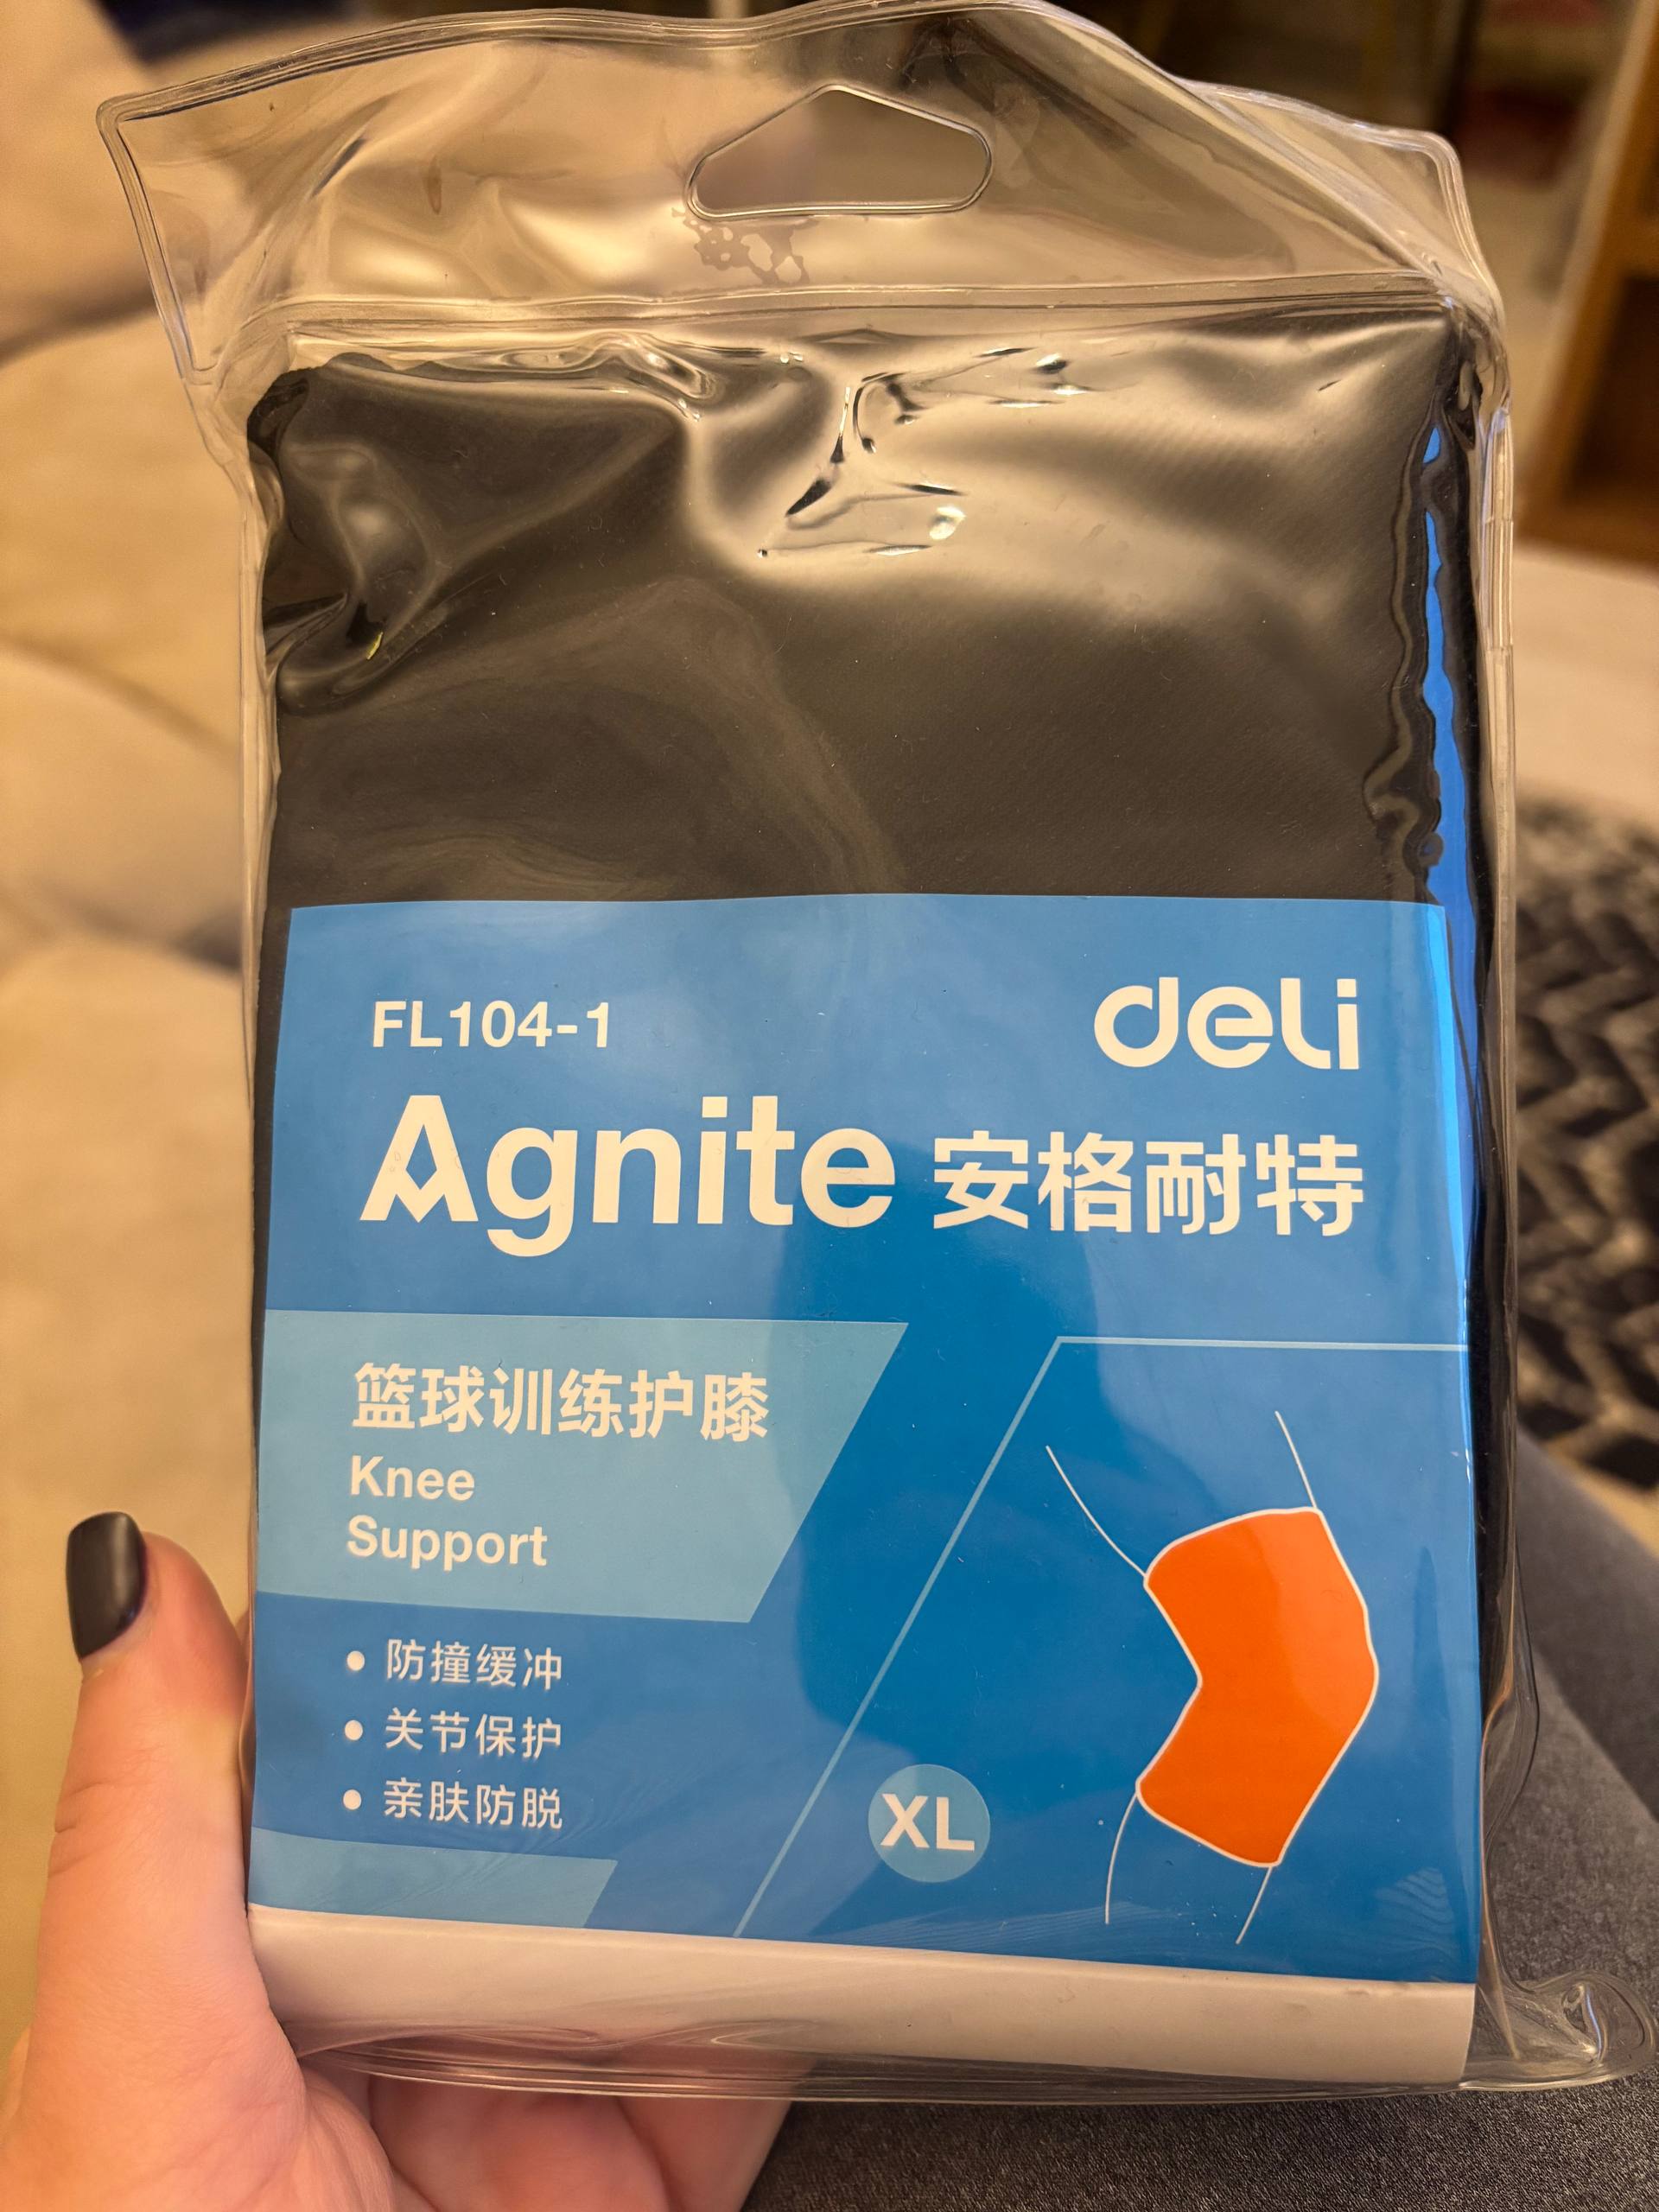 FL104-1
deli
Agnite 安格耐特
篮球训练护膝
Knee
Support
• 防撞缓冲
• 关节保护
• 亲肤防脱
XL